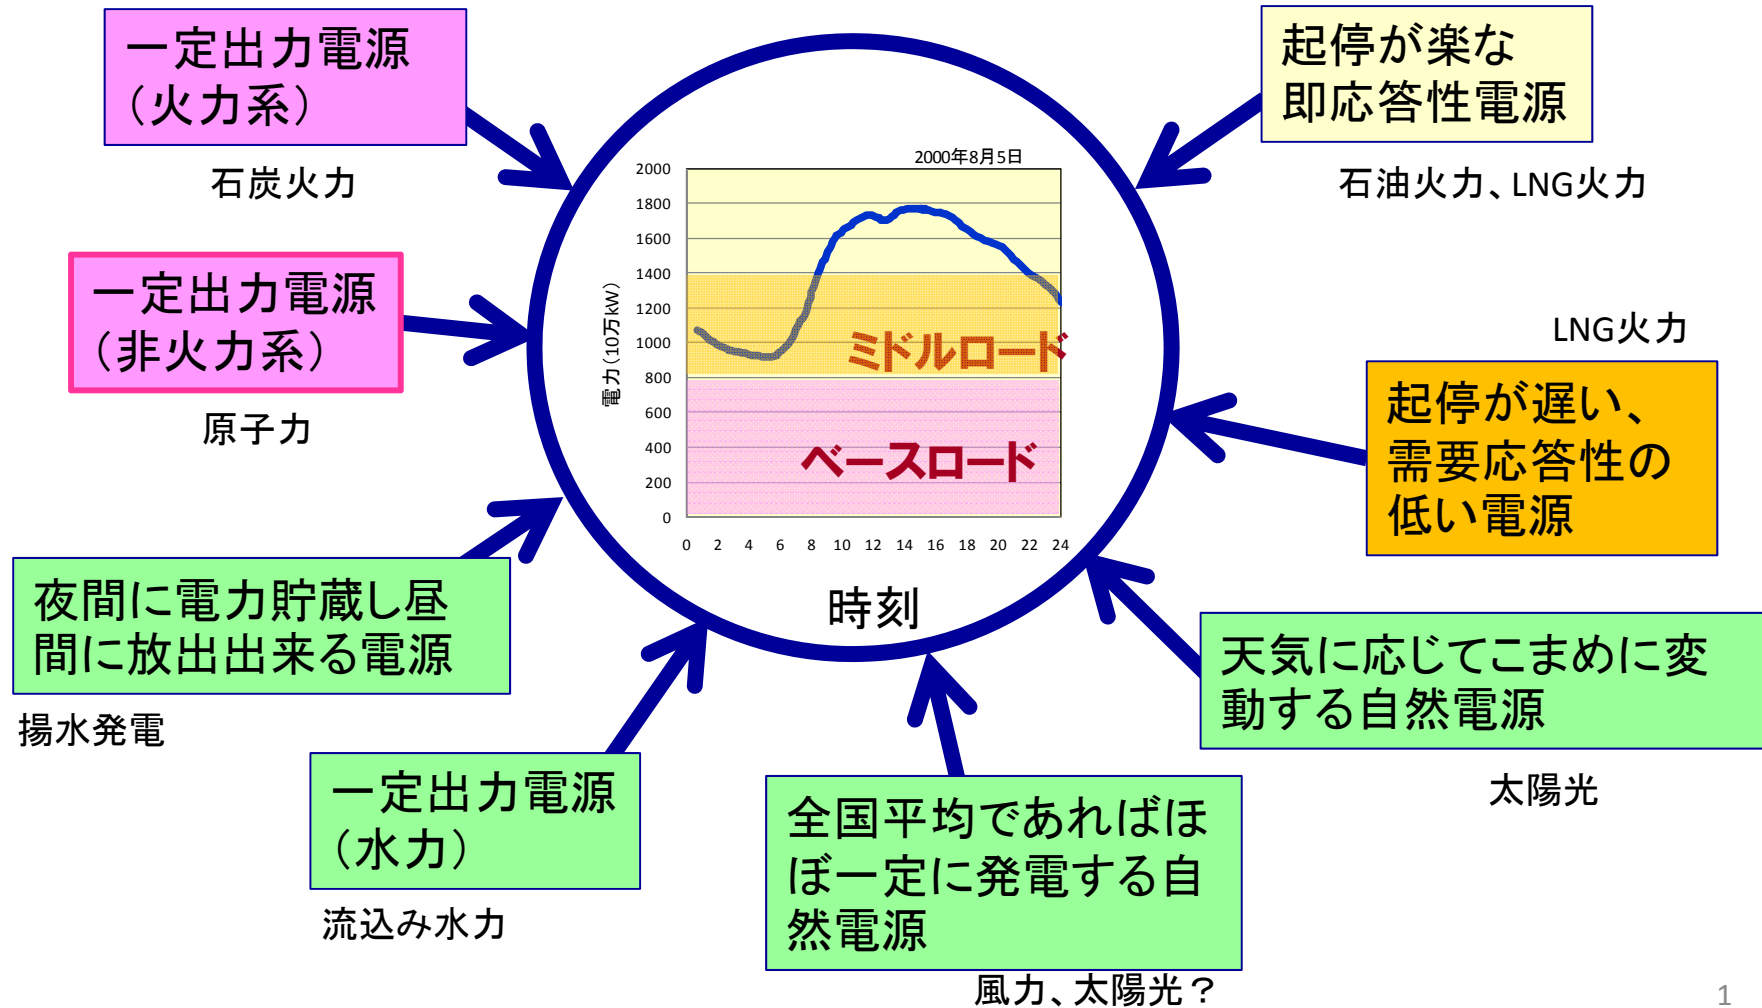 一定出力電源
（火力系）
石炭火力
一定出力電源
（非火力系）
原子力
夜間に電力貯蔵し昼
間に放出出来る電源
揚水発電
一定出力電源
（水力）
流込み水力
全国平均であればほ
ぼ一定に発電する自
然電源
風力、太陽光？
天気に応じてこまめに変
動する自然電源
太陽光
LNG火力
起停が遅い、
需要応答性の
低い電源
起停が楽な
即応答性電源
石油火力、LNG火力
2000年8月5日
電力（10万kW）
2000
1800
1600
1400
1200
1000
800
600
400
200
0
ミドルロード
ベースロード
0 2 4 6 8 10 12 14 16 18 20 22 24
時刻
1